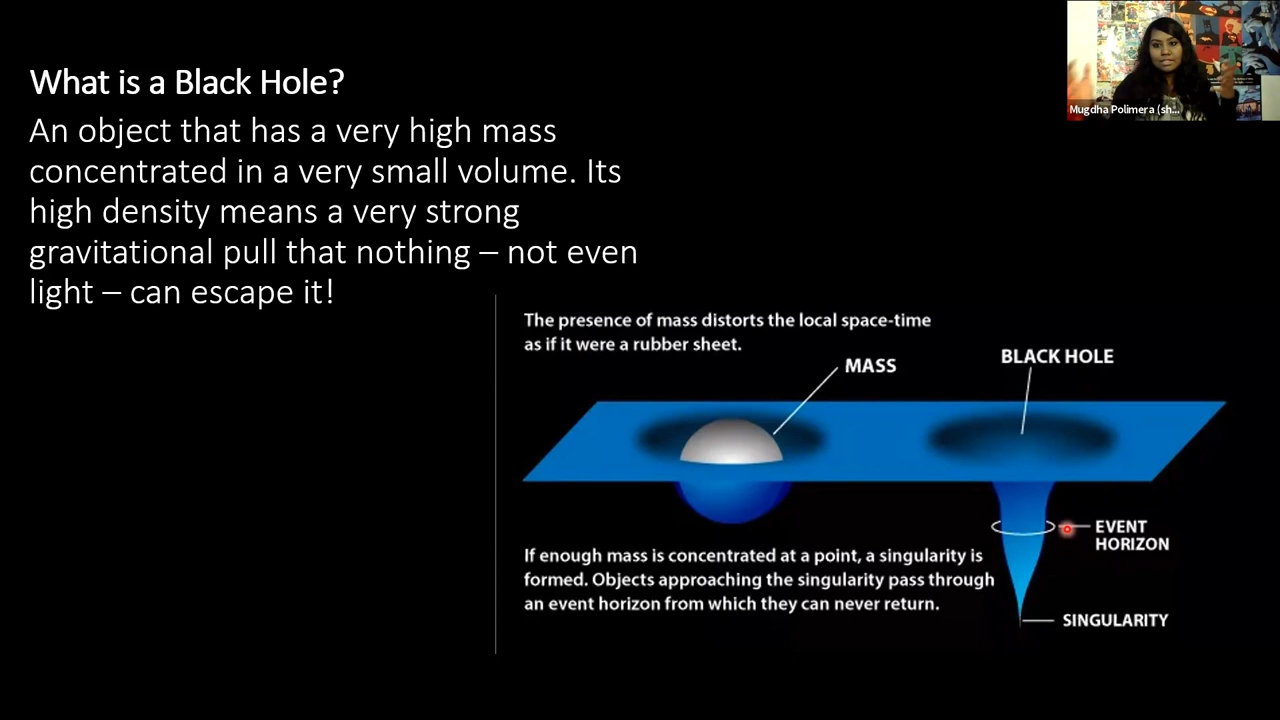 What is a Black Hole?
An object that has a very high mass
concentrated in a very small volume. Its
high density means a very strong
gravitational pull that nothing – not even
light – can escape it!
Mugdha Polimera (sh...
The presence of mass distorts the local space-time
as if it were a rubber sheet.
MASS
BLACK HOLE
EVENT
HORIZON
If enough mass is concentrated at a point, a singularity is
formed. Objects approaching the singularity pass through
an event horizon from which they can never return.
SINGULARITY